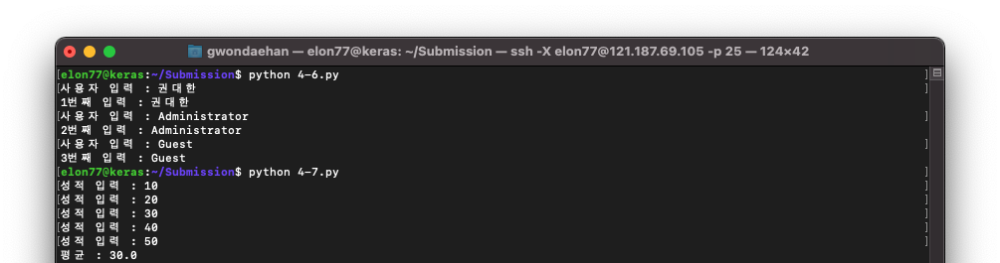 gwondaehan — elon77@keras: ~/Submission — ssh -X elon77@121.187.69.105 -p 25 — 124×42
[elon77@keras:~/Submission$ python 4-6.py ]
[사용자 입력 : 권대한 ]
1번째 입력 : 권대한
[사용자 입력 : Administrator ]
2번째 입력 : Administrator
[사용자 입력 : Guest ]
3번째 입력 : Guest
[elon77@keras:~/Submission$ python 4-7.py ]
[성적 입력 : 10 ]
[성적 입력 : 20 ]
[성적 입력 : 30 ]
[성적 입력 : 40 ]
[성적 입력 : 50 ]
평균 : 30.0